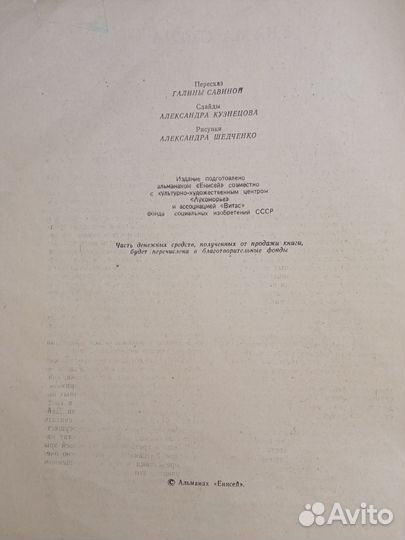 Пересказ
ГАЛИНЫ САВИНОЙ
Слайды
АЛЕКСАНДРА КУЗНЕЦОВА
Рисунки
АЛЕКСАНДРА ШЕДЧЕНКО
Издание подготовлено
альманахом «Енисей» совместно
с культурно-художественным центром
«Лукоморье»
и ассоциацией «Витас»
фонда социальных изобретений СССР
Часть денежных средств, полученных от продажи книги,
будет перечислена в благотворительные фонды
© Альманах «Енисей».
Avito